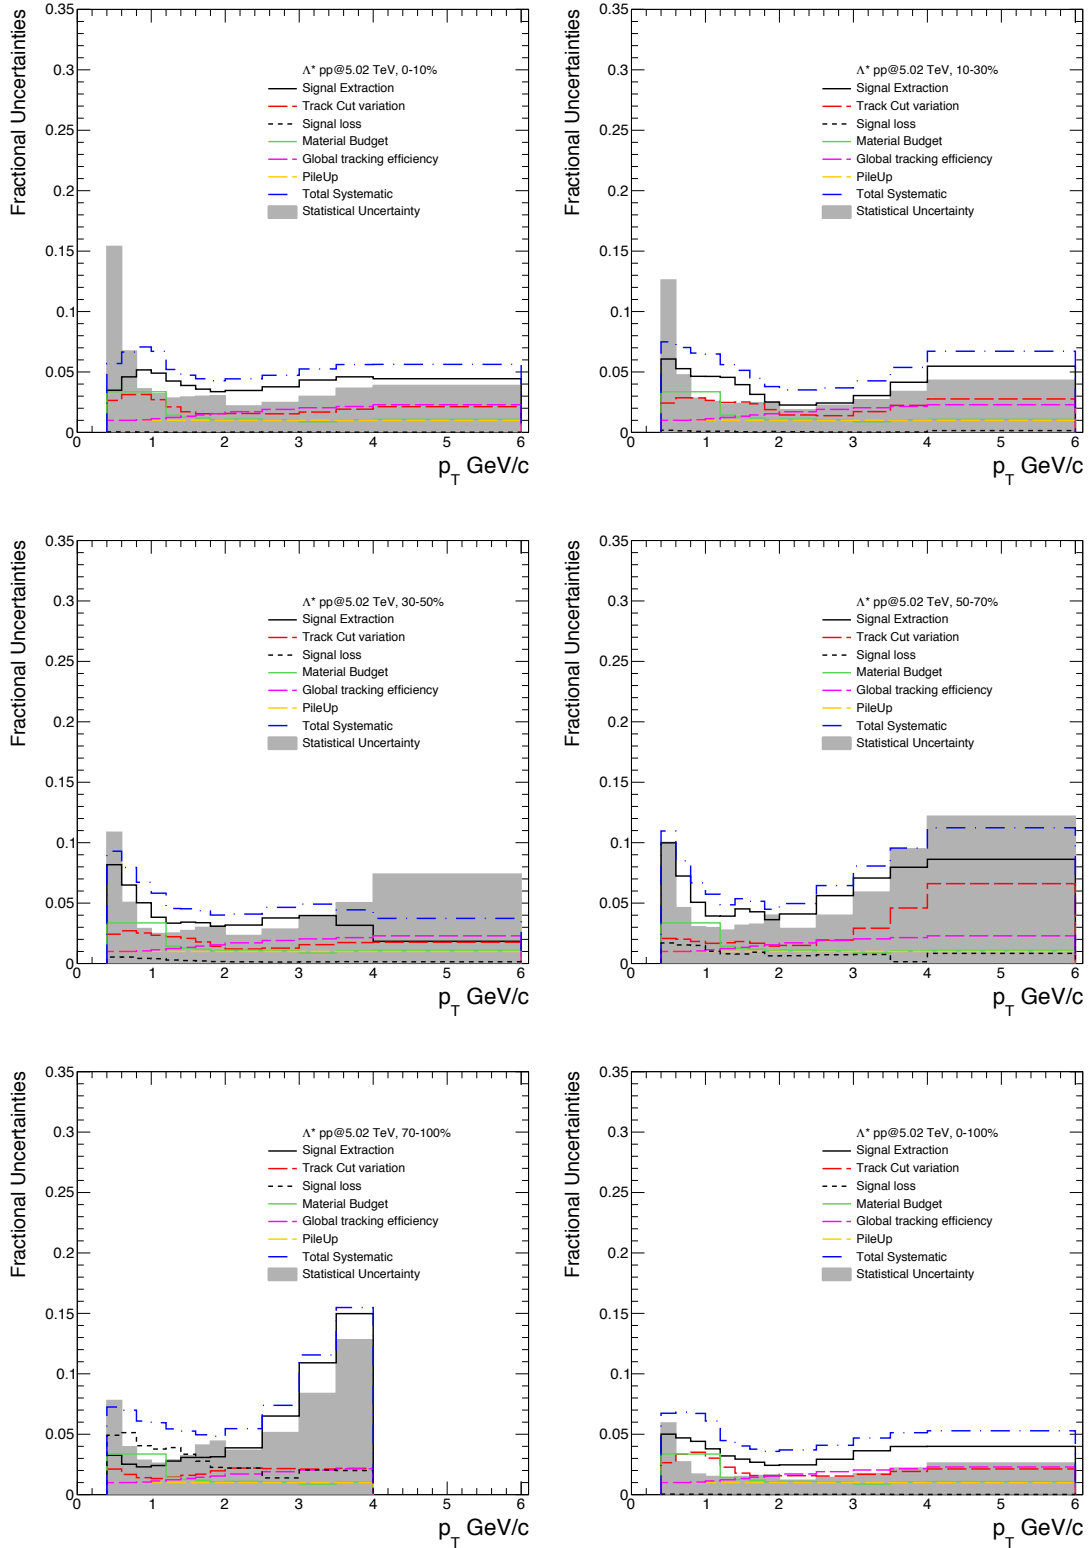 0.35
0.3
0.25
0.2
0.15
0.1
0.05
0
Fractional Uncertainties
Λ* pp@5.02 TeV, 0-10%
Signal Extraction
Track Cut variation
Signal loss
Material Budget
Global tracking efficiency
PileUp
Total Systematic
Statistical Uncertainty
0 1 2 3 4 5 6
p_T GeV/c
0.35
0.3
0.25
0.2
0.15
0.1
0.05
0
Fractional Uncertainties
Λ* pp@5.02 TeV, 10-30%
Signal Extraction
Track Cut variation
Signal loss
Material Budget
Global tracking efficiency
PileUp
Total Systematic
Statistical Uncertainty
0 1 2 3 4 5 6
p_T GeV/c
0.35
0.3
0.25
0.2
0.15
0.1
0.05
0
Fractional Uncertainties
Λ* pp@5.02 TeV, 30-50%
Signal Extraction
Track Cut variation
Signal loss
Material Budget
Global tracking efficiency
PileUp
Total Systematic
Statistical Uncertainty
0 1 2 3 4 5 6
p_T GeV/c
0.35
0.3
0.25
0.2
0.15
0.1
0.05
0
Fractional Uncertainties
Λ* pp@5.02 TeV, 50-70%
Signal Extraction
Track Cut variation
Signal loss
Material Budget
Global tracking efficiency
PileUp
Total Systematic
Statistical Uncertainty
0 1 2 3 4 5 6
p_T GeV/c
0.35
0.3
0.25
0.2
0.15
0.1
0.05
0
Fractional Uncertainties
Λ* pp@5.02 TeV, 70-100%
Signal Extraction
Track Cut variation
Signal loss
Material Budget
Global tracking efficiency
PileUp
Total Systematic
Statistical Uncertainty
0 1 2 3 4 5 6
p_T GeV/c
0.35
0.3
0.25
0.2
0.15
0.1
0.05
0
Fractional Uncertainties
Λ* pp@5.02 TeV, 0-100%
Signal Extraction
Track Cut variation
Signal loss
Material Budget
Global tracking efficiency
PileUp
Total Systematic
Statistical Uncertainty
0 1 2 3 4 5 6
p_T GeV/c